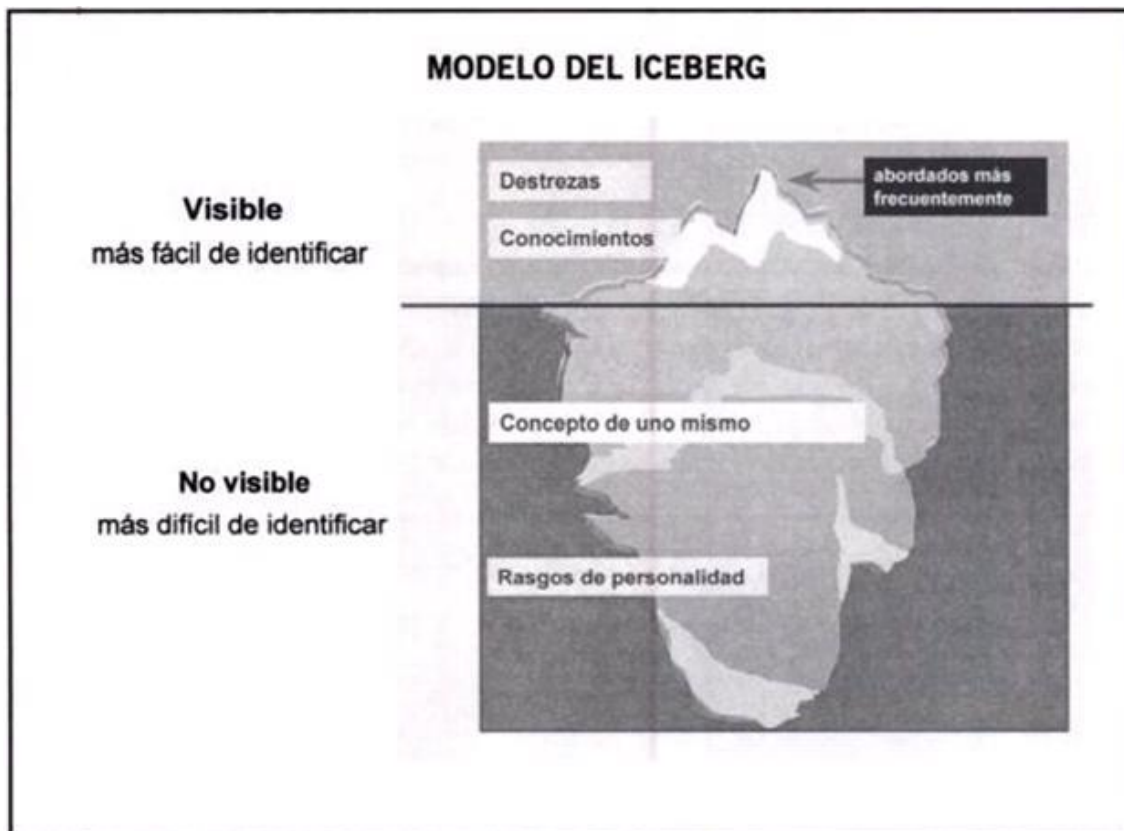 MODELO DEL ICEBERG
Visible
más fácil de identificar
Destrezas
Conocimientos
abordados más
frecuentemente
No visible
más difícil de identificar
Concepto de uno mismo
Rasgos de personalidad